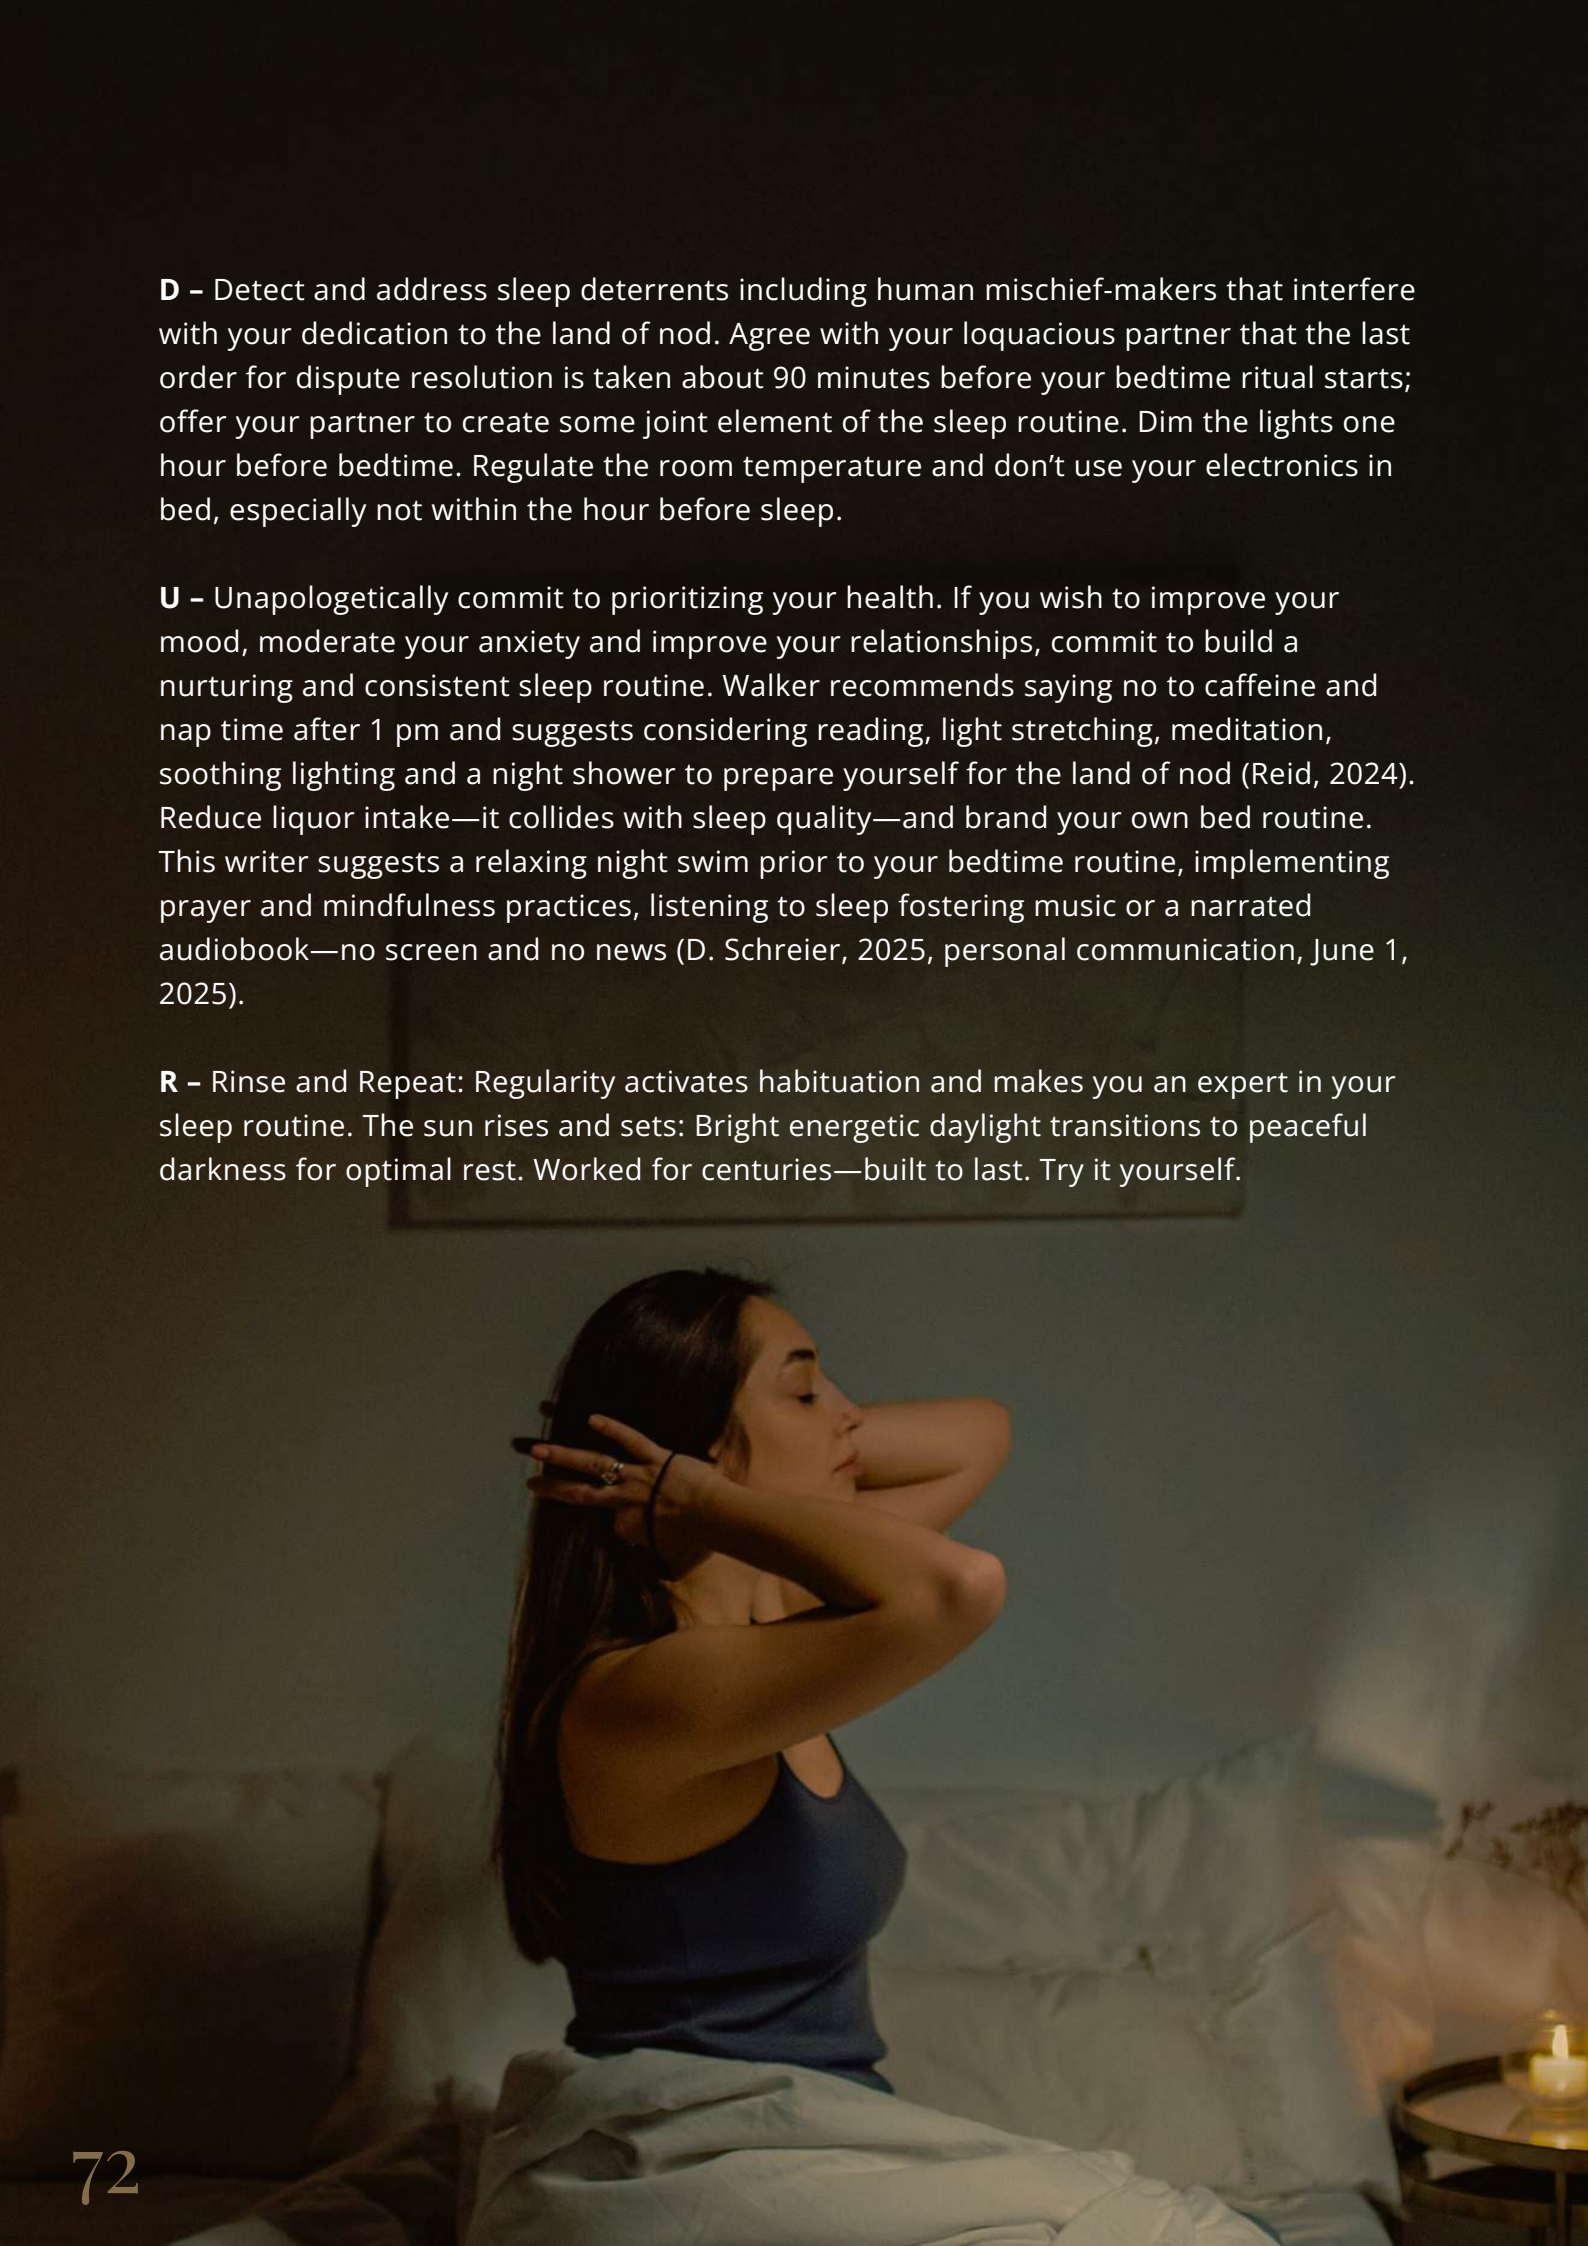 D – Detect and address sleep deterrents including human mischief-makers that interfere
with your dedication to the land of nod. Agree with your loquacious partner that the last
order for dispute resolution is taken about 90 minutes before your bedtime ritual starts;
offer your partner to create some joint element of the sleep routine. Dim the lights one
hour before bedtime. Regulate the room temperature and don’t use your electronics in
bed, especially not within the hour before sleep.
U – Unapologetically commit to prioritizing your health. If you wish to improve your
mood, moderate your anxiety and improve your relationships, commit to build a
nurturing and consistent sleep routine. Walker recommends saying no to caffeine and
nap time after 1 pm and suggests considering reading, light stretching, meditation,
soothing lighting and a night shower to prepare yourself for the land of nod (Reid, 2024).
Reduce liquor intake—it collides with sleep quality—and brand your own bed routine.
This writer suggests a relaxing night swim prior to your bedtime routine, implementing
prayer and mindfulness practices, listening to sleep fostering music or a narrated
audiobook—no screen and no news (D. Schreier, 2025, personal communication, June 1,
2025).
R – Rinse and Repeat: Regularity activates habituation and makes you an expert in your
sleep routine. The sun rises and sets: Bright energetic daylight transitions to peaceful
darkness for optimal rest. Worked for centuries—built to last. Try it yourself.
72